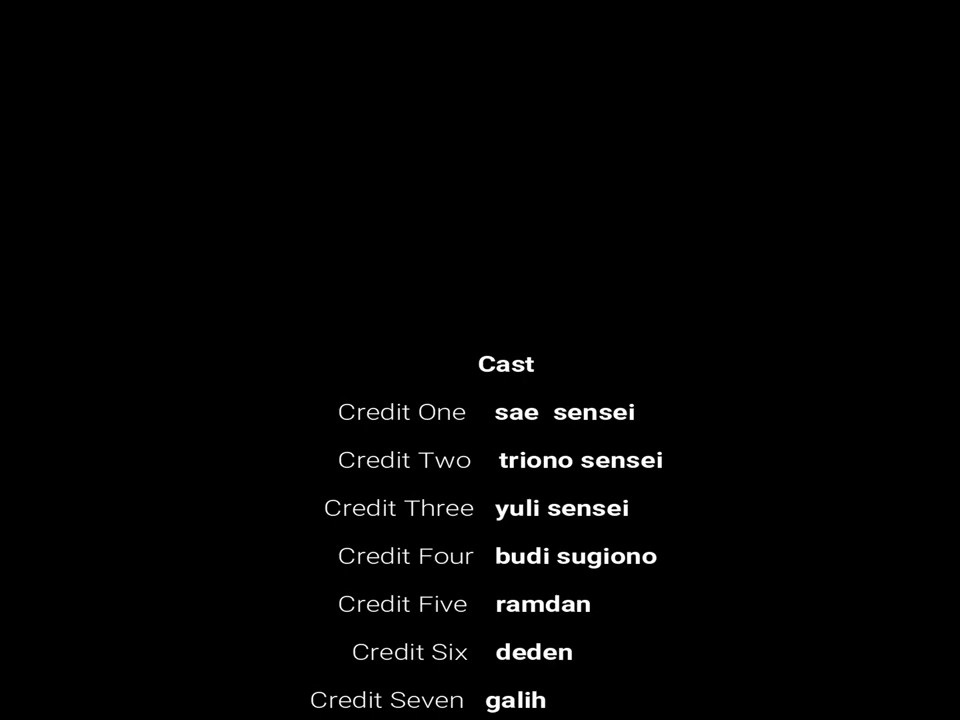 Cast
Credit One sae sensei
Credit Two triono sensei
Credit Three yuli sensei
Credit Four budi sugiono
Credit Five ramdan
Credit Six deden
Credit Seven galih